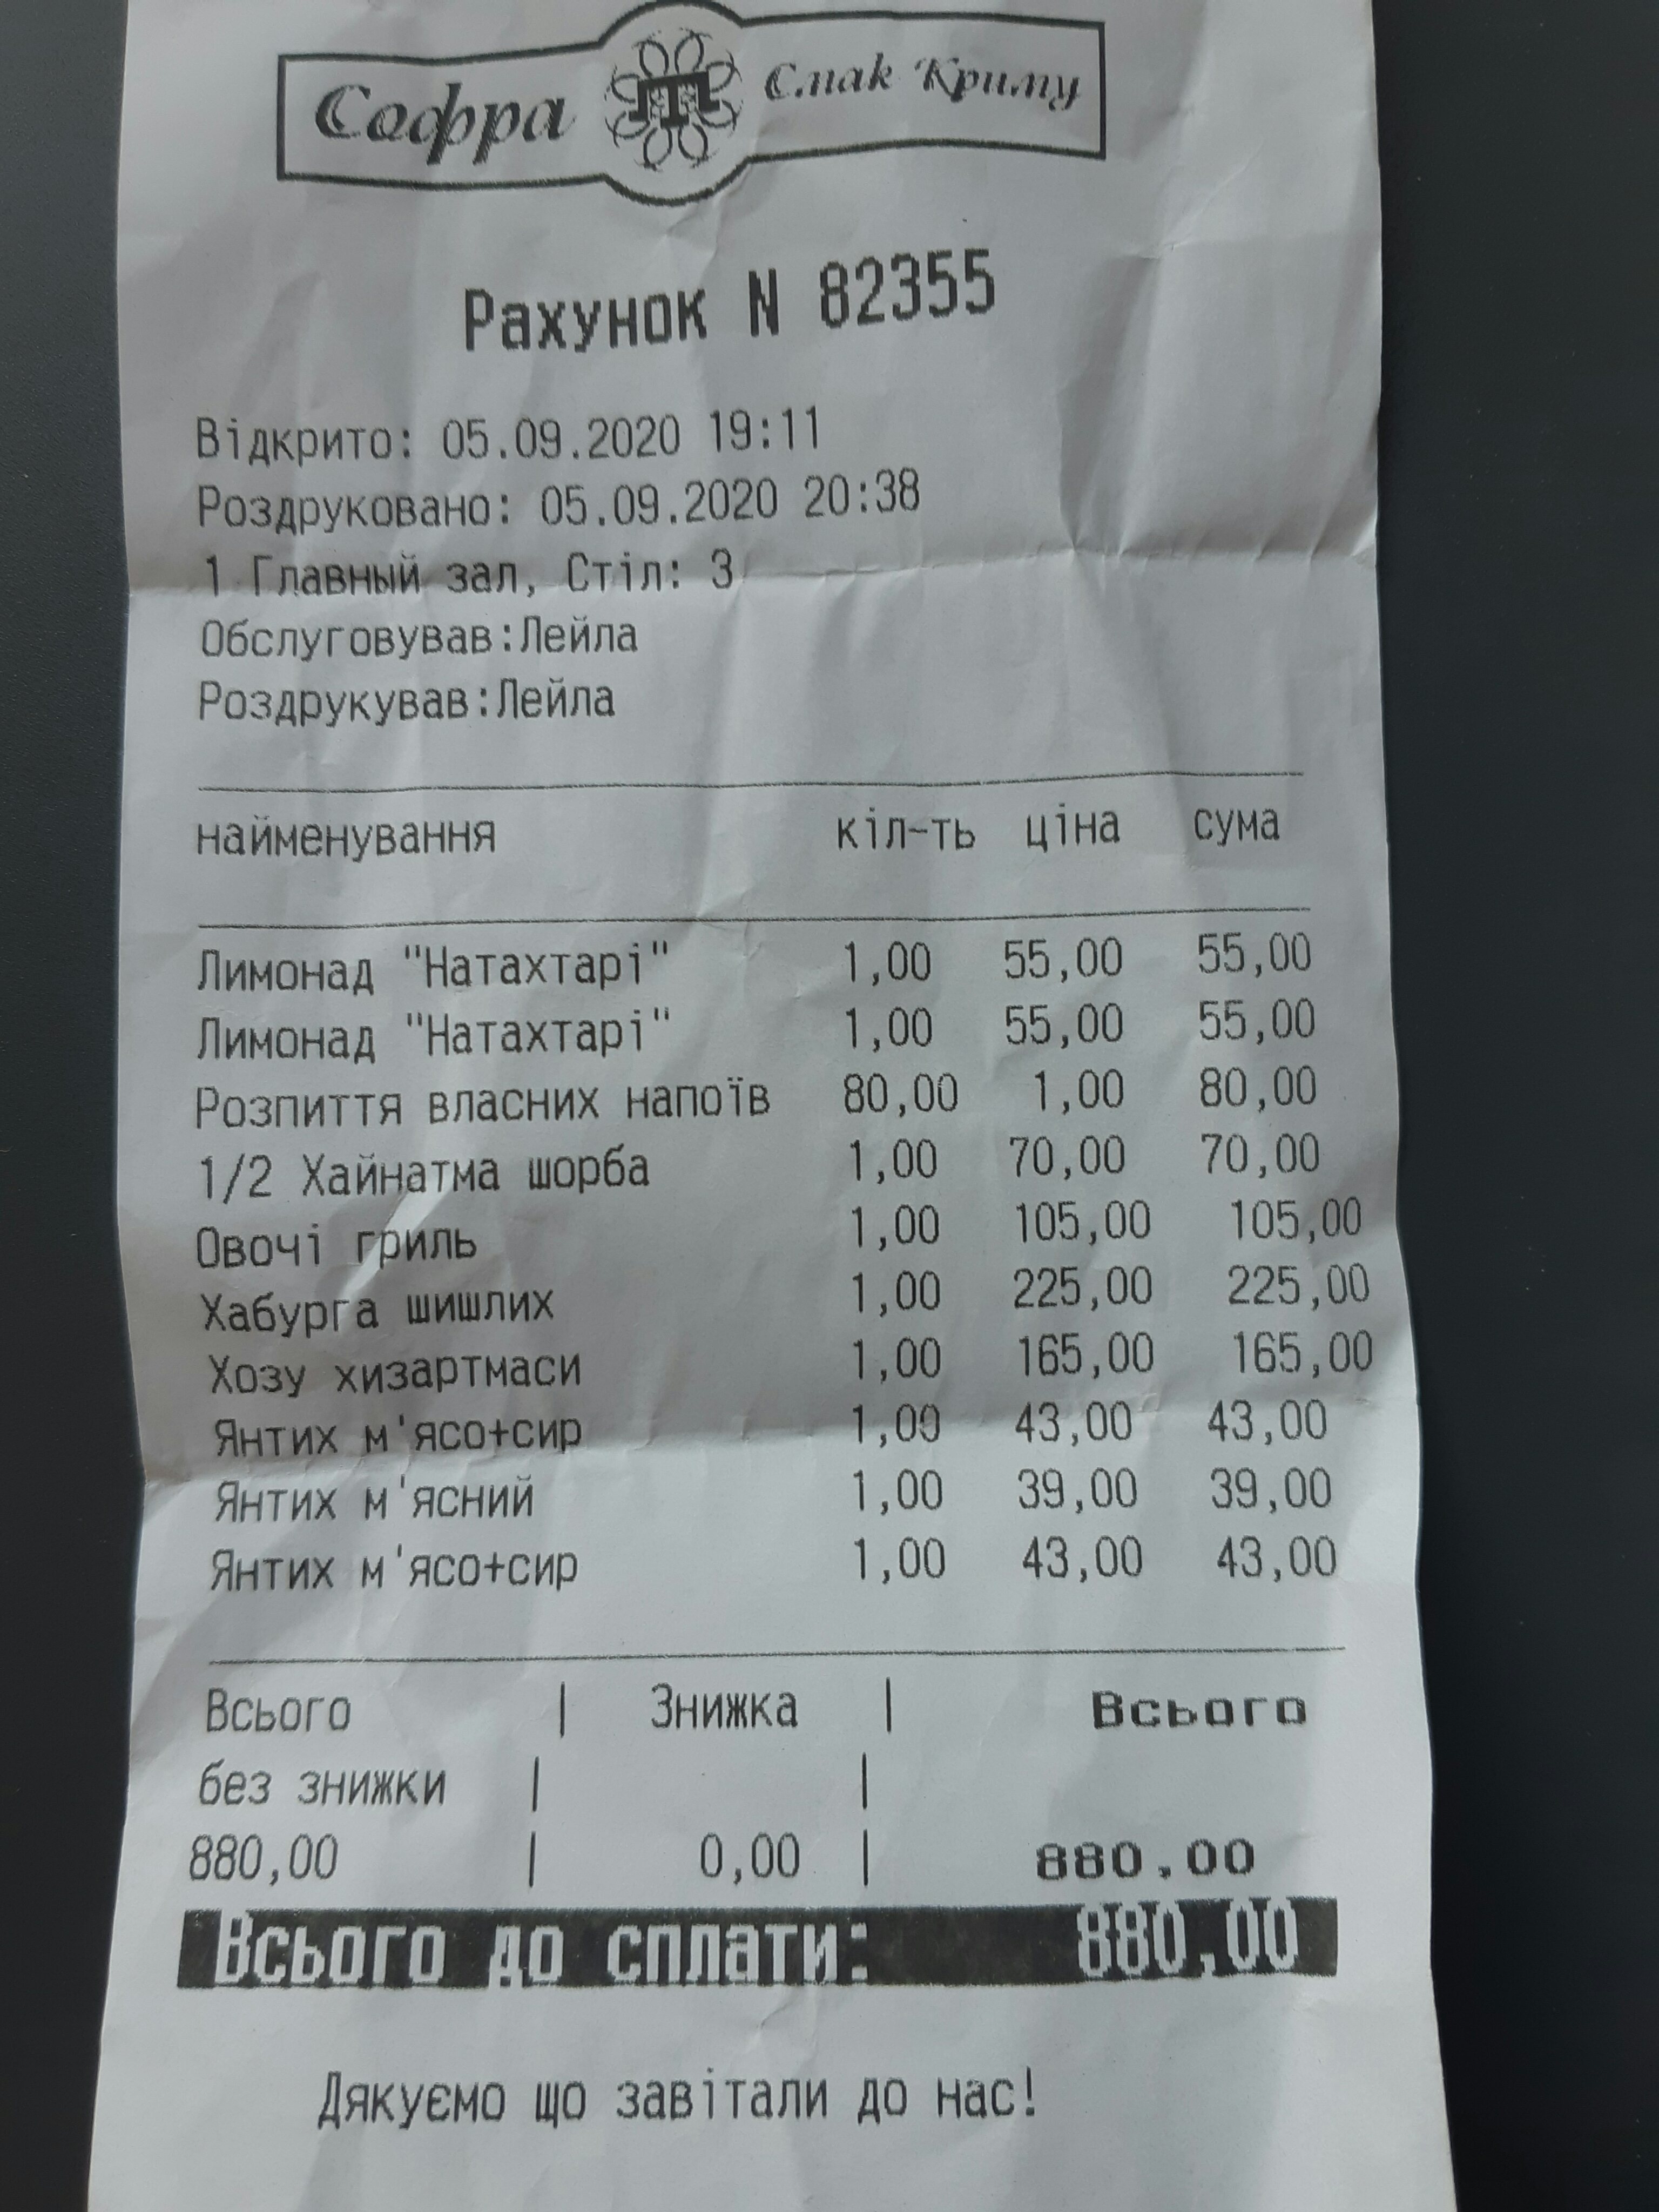 Софра Смак Криму
Рахунок N 82355
Відкрито: 05.09.2020 19:11
Роздруковано: 05.09.2020 20:38
1 Главный зал, Стіл: 3
Обслуговував:Лейла
Роздрукував:Лейла
найменування кіл-ть ціна сума
Лимонад "Натахтарі" 1,00 55,00 55,00
Лимонад "Натахтарі" 1,00 55,00 55,00
Розпиття власних напоїв 80,00 1,00 80,00
1/2 Хайнатма шорба 1,00 70,00 70,00
Овочі гриль 1,00 105,00 105,00
Хабурга шишлих 1,00 225,00 225,00
Хозу хизартмаси 1,00 165,00 165,00
Янтих м'ясо+сир 1,00 43,00 43,00
Янтих м'ясний 1,00 39,00 39,00
Янтих м'ясо+сир 1,00 43,00 43,00
Всього | Знижка | Всього
без знижки | |
880,00 | 0,00 | 880,00
Всього до сплати: 880,00
Дякуємо що завітали до нас!